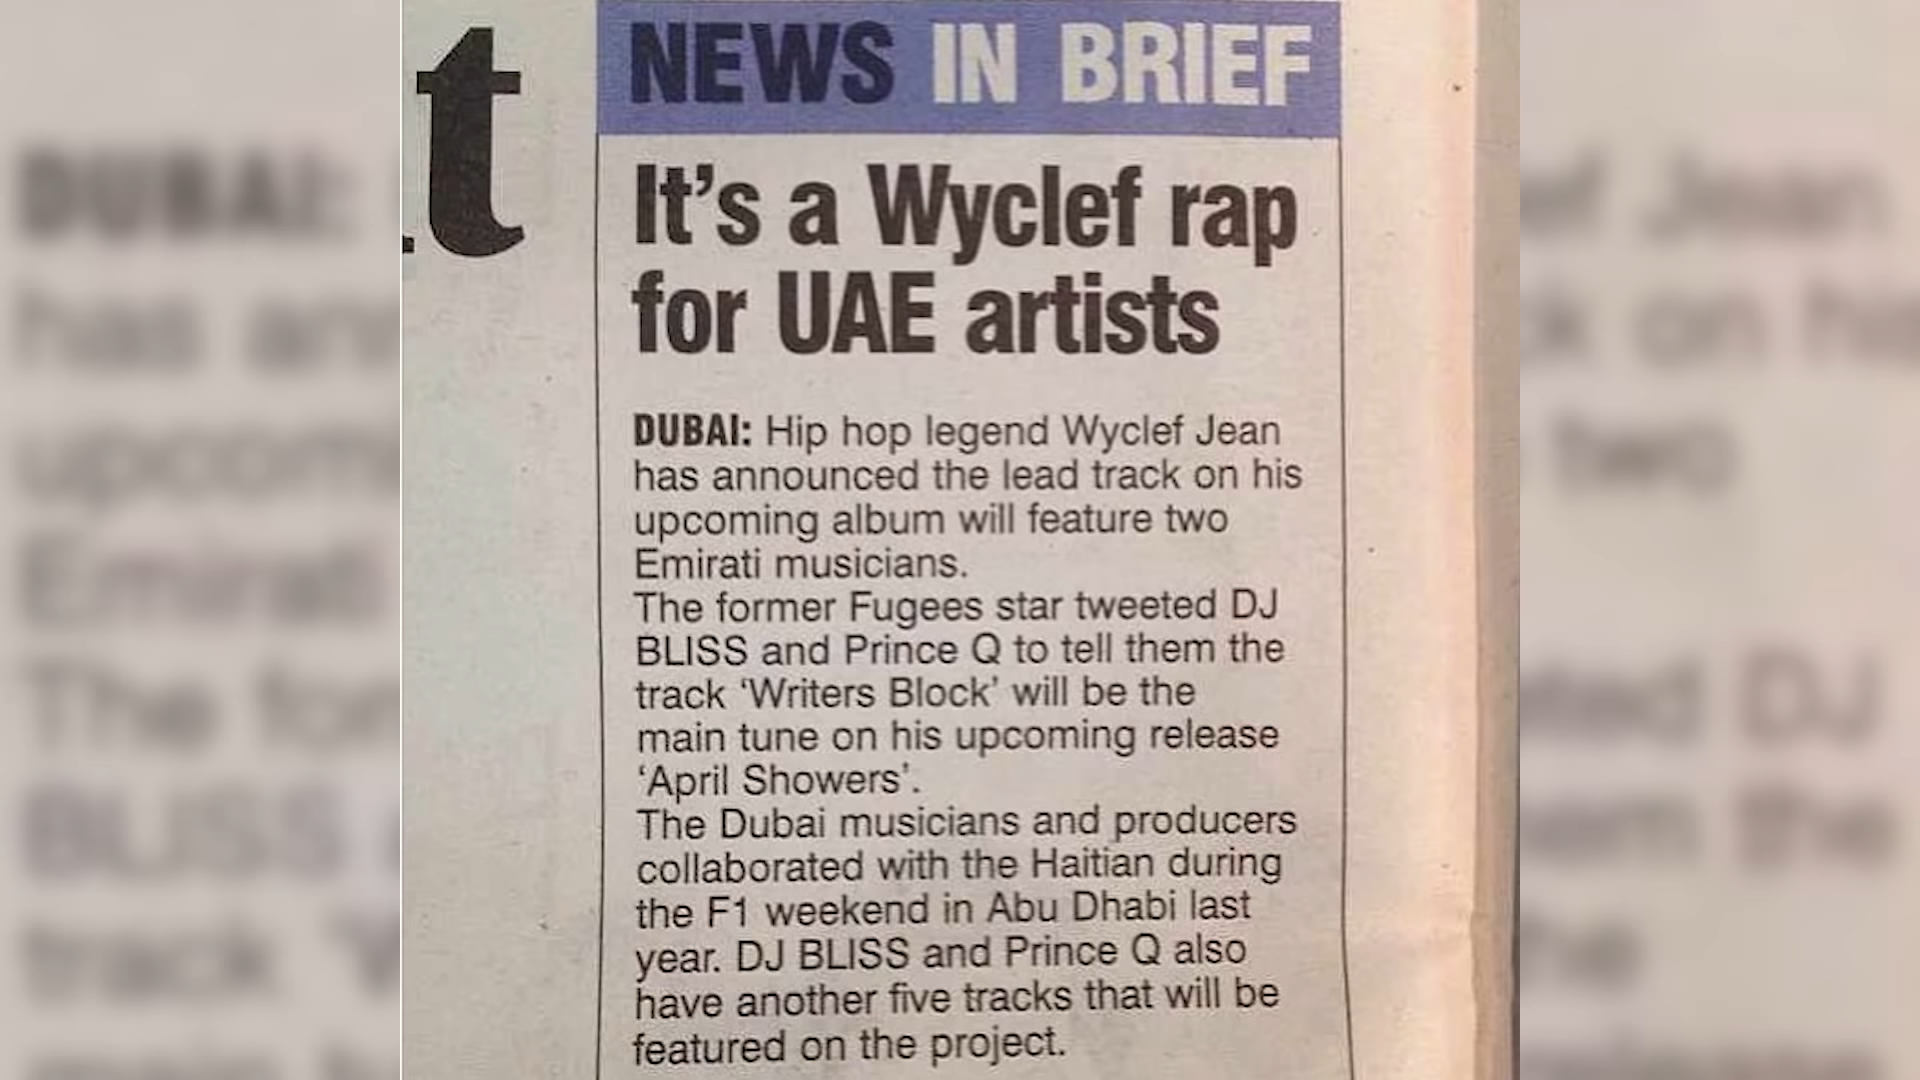 t
NEWS IN BRIEF
It's a Wyclef rap
for UAE artists
DUBAI: Hip hop legend Wyclef Jean
has announced the lead track on his
upcoming album will feature two
Emirati musicians.
The former Fugees star tweeted DJ
BLISS and Prince Q to tell them the
track ‘Writers Block’ will be the
main tune on his upcoming release
‘April Showers’.
The Dubai musicians and producers
collaborated with the Haitian during
the F1 weekend in Abu Dhabi last
year. DJ BLISS and Prince Q also
have another five tracks that will be
featured on the project.